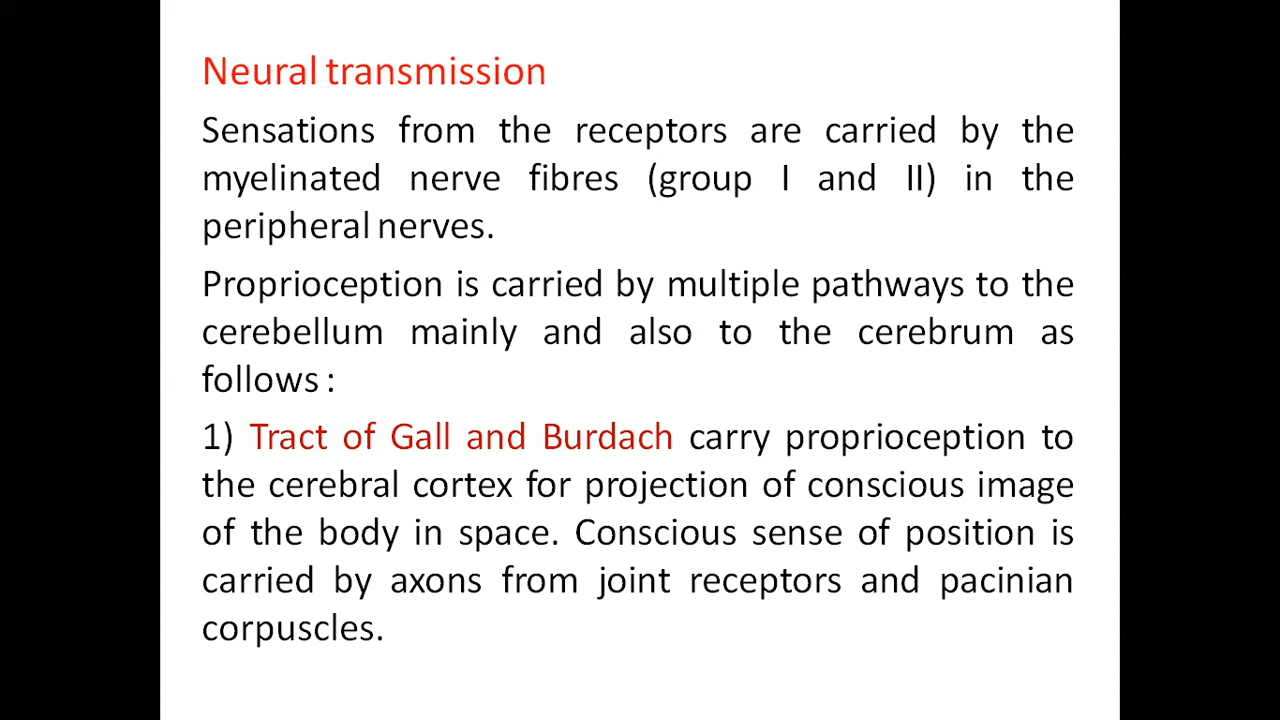 Neural transmission
Sensations from the receptors are carried by the
myelinated nerve fibres (group I and II) in the
peripheral nerves.
Proprioception is carried by multiple pathways to the
cerebellum mainly and also to the cerebrum as
follows :
1) Tract of Gall and Burdach carry proprioception to
the cerebral cortex for projection of conscious image
of the body in space. Conscious sense of position is
carried by axons from joint receptors and pacinian
corpuscles.